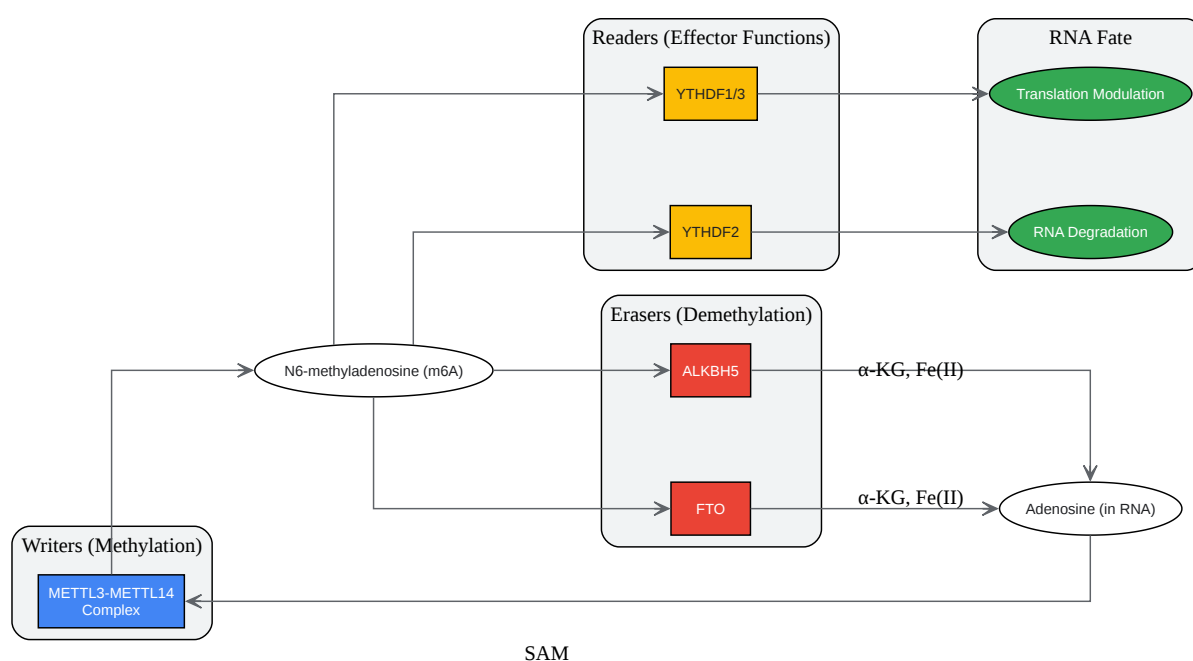 Readers (Effector Functions)
RNA Fate
YTHDF1/3
Translation Modulation
YTHDF2
RNA Degradation
Erasers (Demethylation)
N6-methyladenosine (m6A)
ALKBH5
α-KG, Fe(II)
FTO
α-KG, Fe(II)
Adenosine (in RNA)
Writers (Methylation)
METTL3-METTL14
Complex
SAM